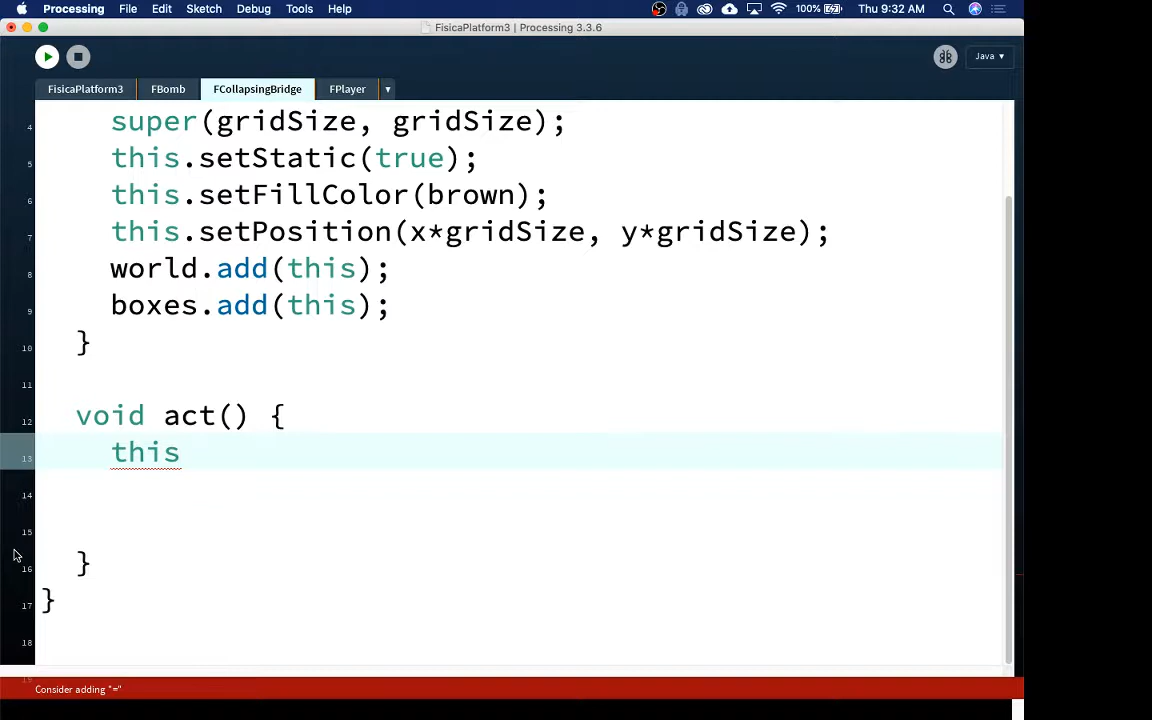 Processing File Edit Sketch Debug Tools Help 100% Thu 9:32 AM
FisicaPlatform3 | Processing 3.3.6
Java ▾
FisicaPlatform3 FBomb FCollapsingBridge FPlayer ▾
4 super(gridSize, gridSize);
5 this.setStatic(true);
6 this.setFillColor(brown);
7 this.setPosition(x*gridSize, y*gridSize);
8 world.add(this);
9 boxes.add(this);
10 }
11
12 void act() {
13 this
14
15
16 }
17 }
18
19
Consider adding "="